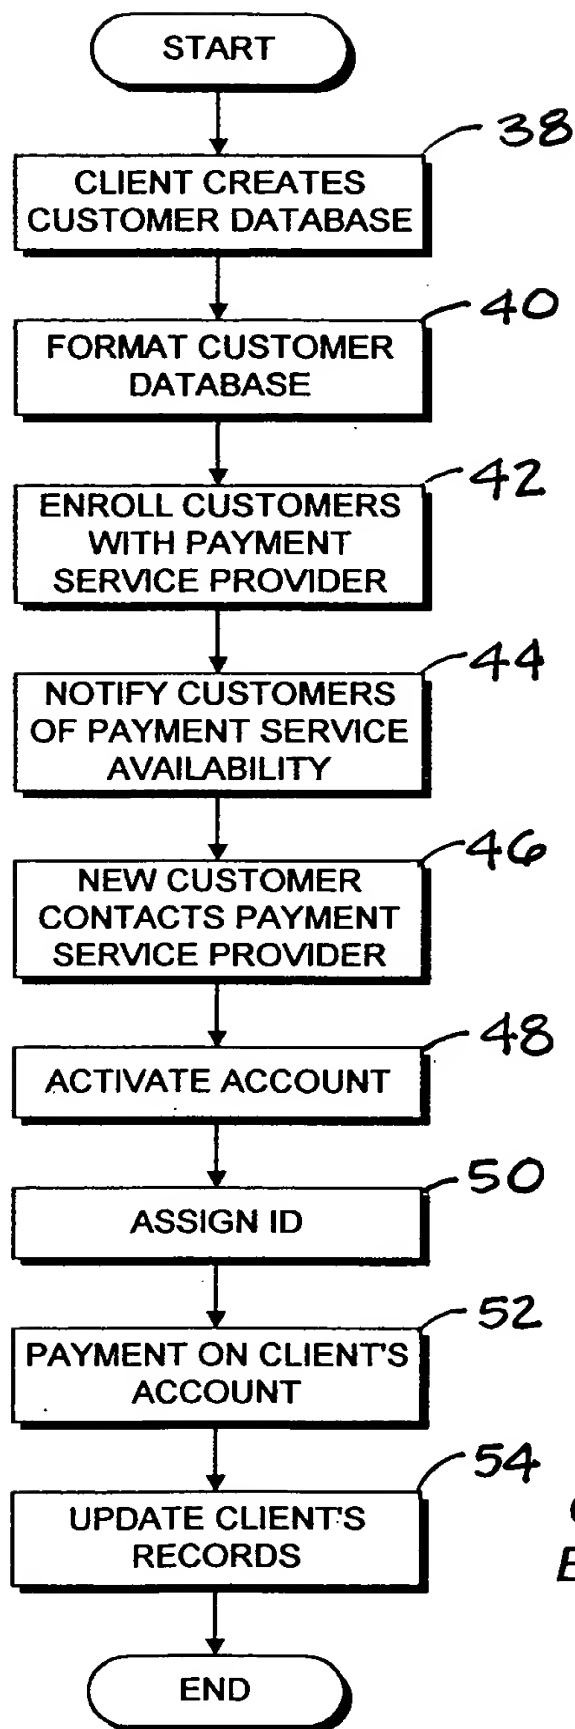 START
38
CLIENT CREATES
CUSTOMER DATABASE
40
FORMAT CUSTOMER
DATABASE
42
ENROLL CUSTOMERS
WITH PAYMENT
SERVICE PROVIDER
44
NOTIFY CUSTOMERS
OF PAYMENT SERVICE
AVAILABILITY
46
NEW CUSTOMER
CONTACTS PAYMENT
SERVICE PROVIDER
48
ACTIVATE ACCOUNT
50
ASSIGN ID
52
PAYMENT ON CLIENT'S
ACCOUNT
54
UPDATE CLIENT'S
RECORDS
END